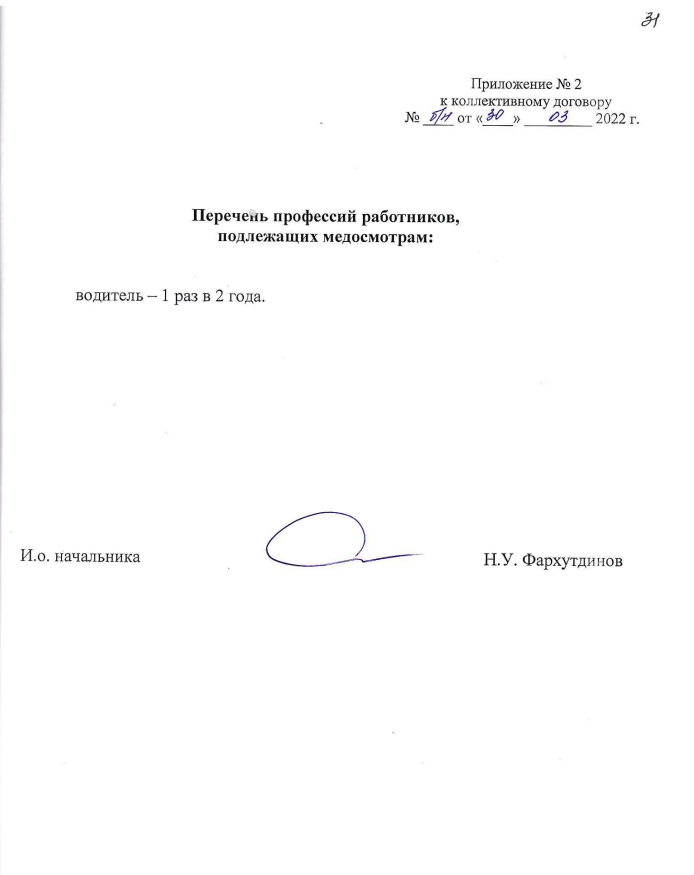 31
Приложение № 2
к коллективному договору
№ б/н от «30» 03 2022 г.
Перечень профессий работников,
подлежащих медосмотрам:
водитель – 1 раз в 2 года.
И.о. начальника
Н.У. Фархутдинов